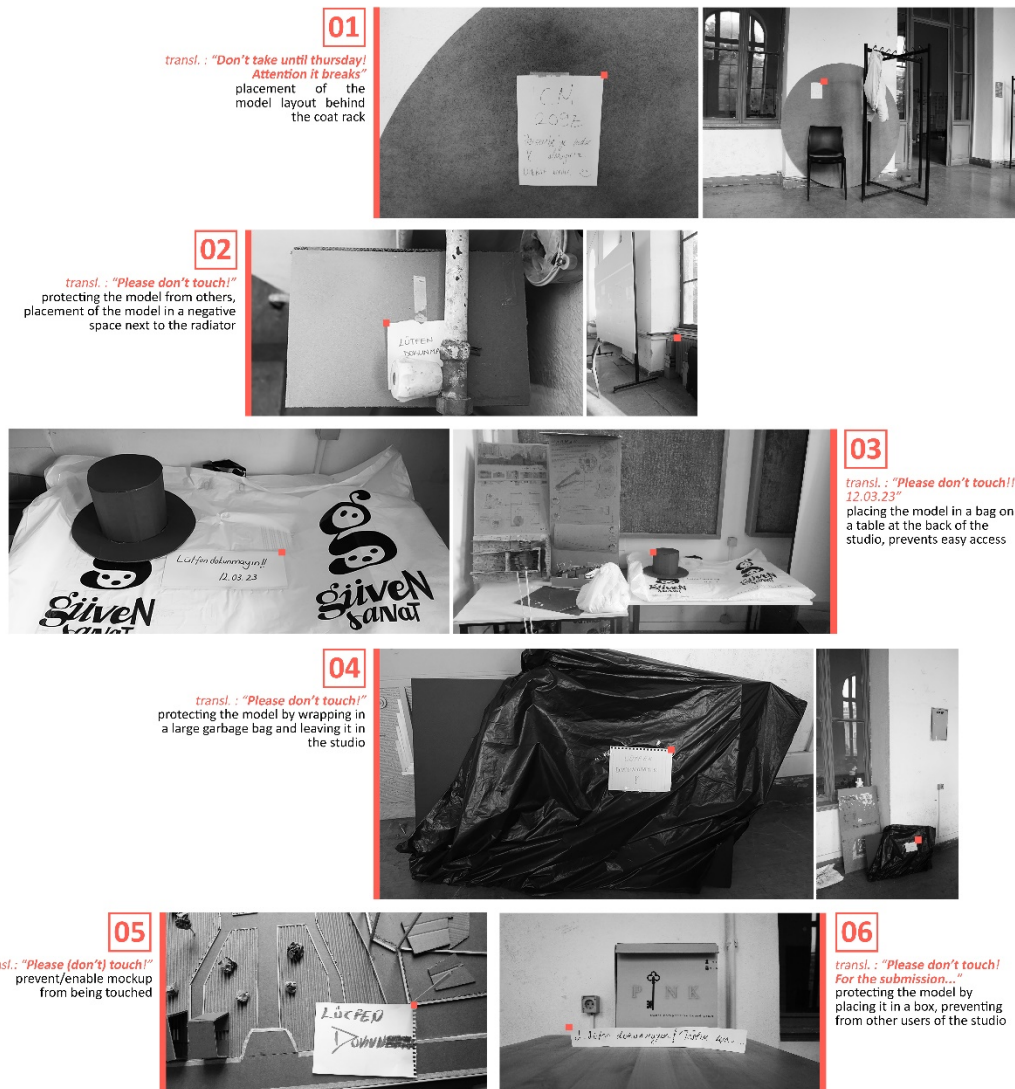 01
transl. : "Don't take until thursday!
Attention it breaks"
placement of the
model layout behind
the coat rack
C.N.
02
transl. : "Please don't touch!"
protecting the model from others,
placement of the model in a negative
space next to the radiator
LÜTFEN
DOKUNMA
03
transl. : "Please don't touch!!
12.03.23"
placing the model in a bag on
a table at the back of the
studio, prevents easy access
Lütfen dokunmayın!!
12.03.23
güveN
saNaT
güveN
saNaT
04
transl. : "Please don't touch!"
protecting the model by wrapping in
a large garbage bag and leaving it in
the studio
LÜTFEN
05
nsl.: "Please (don't) touch!"
prevent/enable mockup
from being touched
LÜTFEN
06
transl. : "Please don't touch!
For the submission..."
protecting the model by
placing it in a box, preventing
from other users of the studio
PINK
Lütfen dokunmayın!